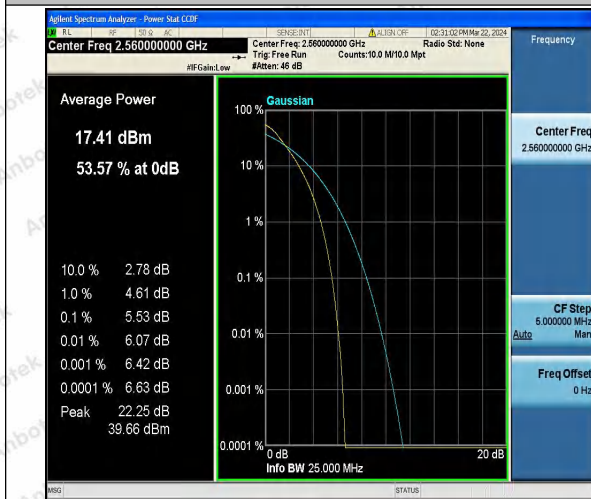 Agilent Spectrum Analyzer - Power Stat CCDF
RL RF 50 Ω AC SENSE:INT ALIGN OFF 02:31:02 PM Mar 22, 2024
Center Freq 2.560000000 GHz
Center Freq: 2.560000000 GHz Radio Std: None
Trig: Free Run Counts:10.0 M/10.0 Mpt
#IFGain:Low #Atten: 46 dB
Frequency
Average Power
17.41 dBm
53.57 % at 0dB
10.0 % 2.78 dB
1.0 % 4.61 dB
0.1 % 5.53 dB
0.01 % 6.07 dB
0.001 % 6.42 dB
0.0001 % 6.63 dB
Peak 22.25 dB
39.66 dBm
Gaussian
100 %
10 %
1 %
0.1 %
0.01 %
0.001 %
0.0001 %
0 dB 20 dB
Info BW 25.000 MHz
Center Freq
2.560000000 GHz
CF Step
5.000000 MHz
Auto Man
Freq Offset
0 Hz
MSG STATUS